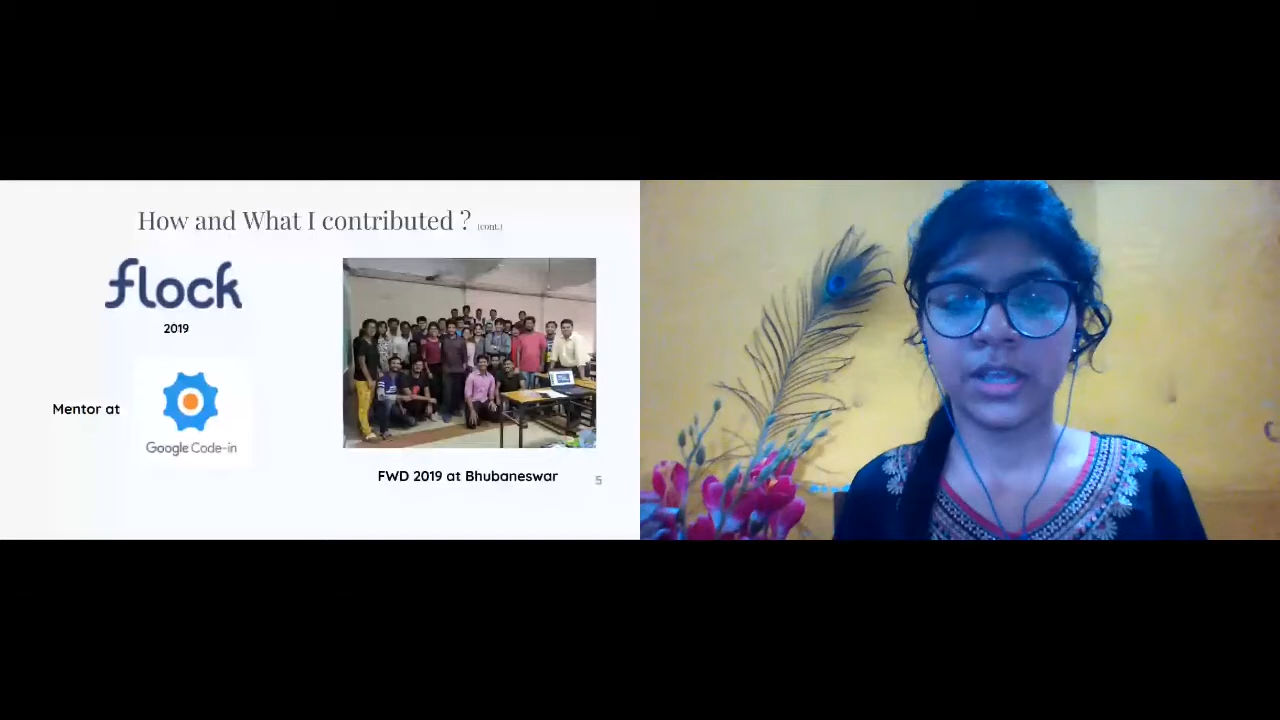 How and What I contributed ? (cont.)
flock
2019
Mentor at
Google Code-in
FWD 2019 at Bhubaneswar
5